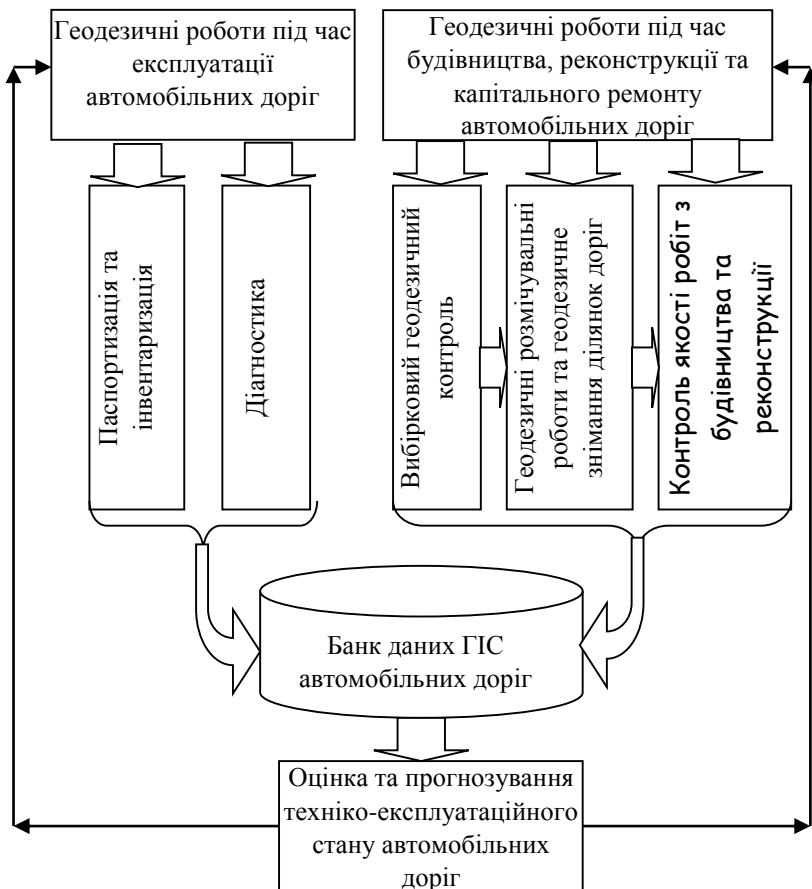 Геодезичні роботи під час
експлуатації
автомобільних доріг
Геодезичні роботи під час
будівництва, реконструкції та
капітального ремонту
автомобільних доріг
Паспортизація та
інвентаризація
Діагностика
Вибірковий геодезичний
контроль
Геодезичні розмічувальні
роботи та геодезичне
знімання ділянок доріг
Контроль якості робіт з
будівництва та
реконструкції
Банк даних ГІС
автомобільних доріг
Оцінка та прогнозування
техніко-експлуатаційного
стану автомобільних
доріг